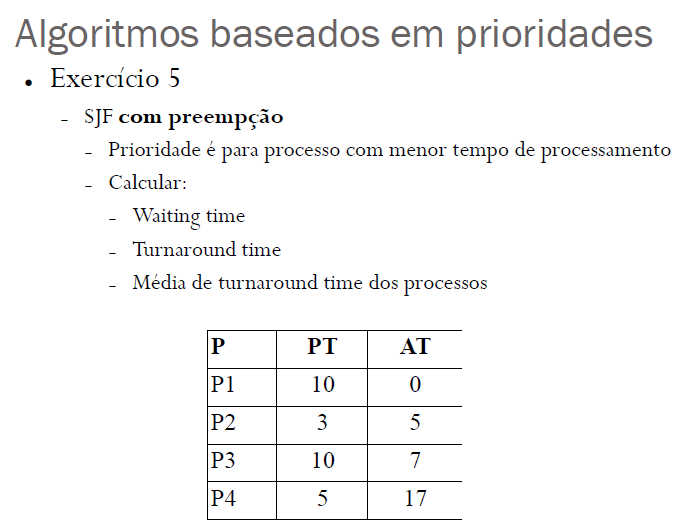 Algoritmos baseados em prioridades
• Exercício 5
– SJF com preempção
– Prioridade é para processo com menor tempo de processamento
– Calcular:
– Waiting time
– Turnaround time
– Média de turnaround time dos processos
P PT AT
P1 10 0
P2 3 5
P3 10 7
P4 5 17